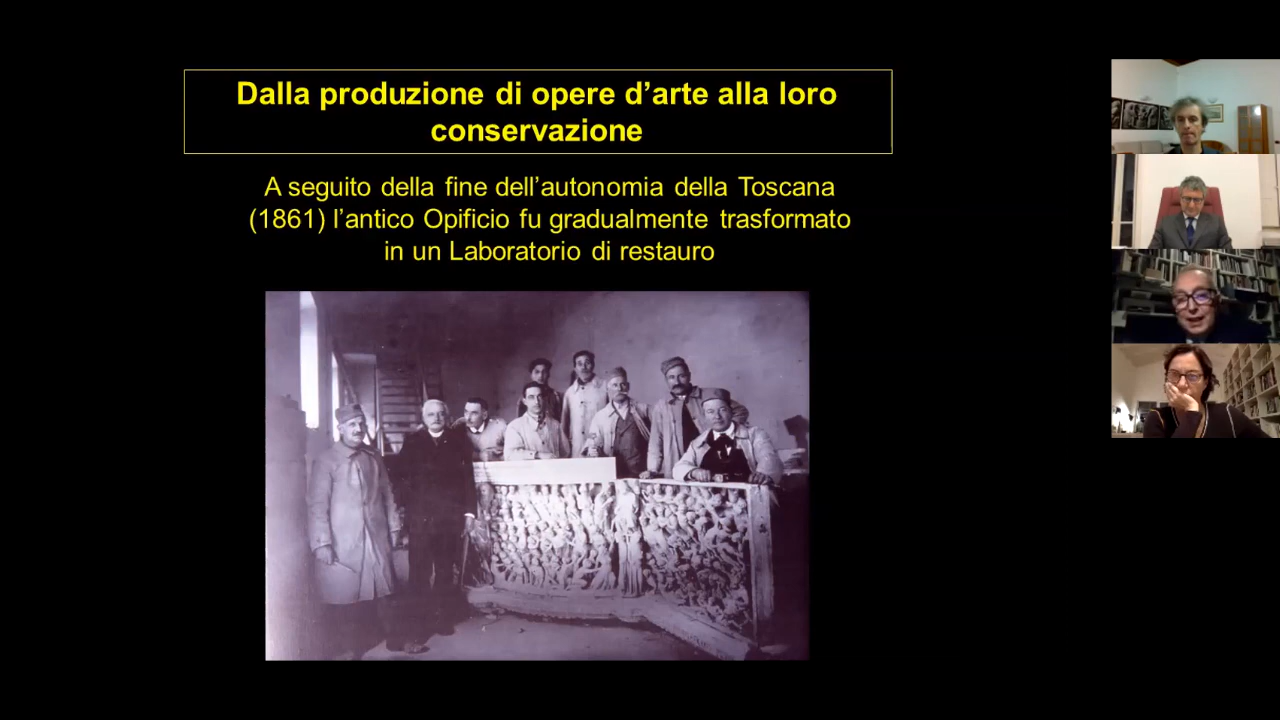 Dalla produzione di opere d’arte alla loro
conservazione
A seguito della fine dell’autonomia della Toscana
(1861) l’antico Opificio fu gradualmente trasformato
in un Laboratorio di restauro